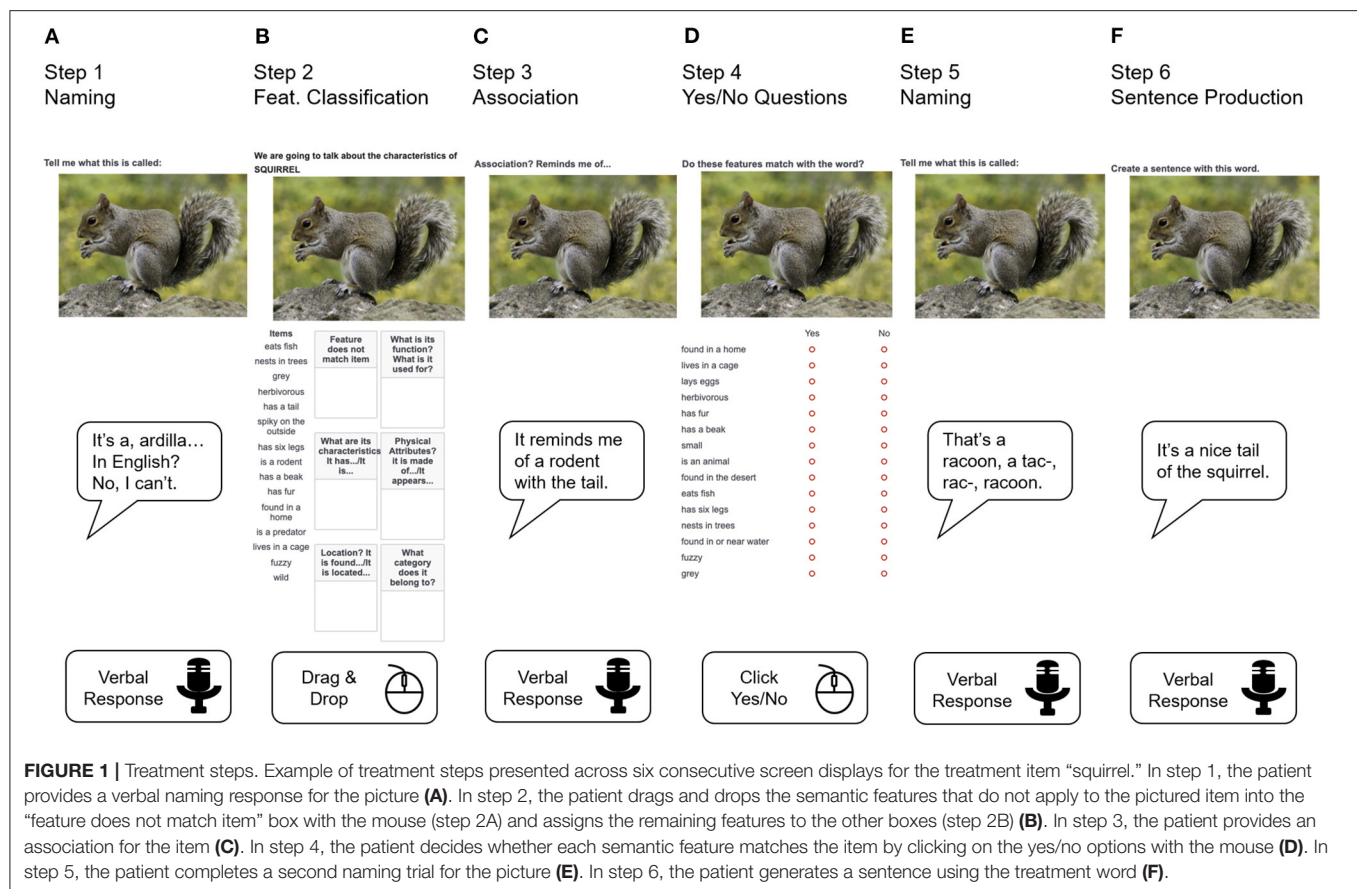 A
Step 1
Naming
Tell me what this is called:
It's a, ardilla…
In English?
No, I can't.
Verbal
Response
B
Step 2
Feat. Classification
We are going to talk about the characteristics of
SQUIRREL
Items
eats fish
nests in trees
grey
herbivorous
has a tail
spiky on the
outside
has six legs
is a rodent
has a beak
has fur
found in a
home
is a predator
lives in a cage
fuzzy
wild
Feature
does not
match item
What is its
function?
What is it
used for?
What are its
characteristics
It has.../It
is...
Physical
Attributes?
it is made
of.../It
appears...
Location? It
is found.../It
is located...
What
category
does it
belong to?
Drag &
Drop
C
Step 3
Association
Association? Reminds me of...
It reminds me
of a rodent
with the tail.
Verbal
Response
D
Step 4
Yes/No Questions
Do these features match with the word?
Yes No
found in a home
lives in a cage
lays eggs
herbivorous
has fur
has a beak
small
is an animal
found in the desert
eats fish
has six legs
nests in trees
found in or near water
fuzzy
grey
Click
Yes/No
E
Step 5
Naming
Tell me what this is called:
That's a
racoon, a tac-,
rac-, racoon.
Verbal
Response
F
Step 6
Sentence Production
Create a sentence with this word.
It's a nice tail
of the squirrel.
Verbal
Response
FIGURE 1 | Treatment steps. Example of treatment steps presented across six consecutive screen displays for the treatment item “squirrel.” In step 1, the patient
provides a verbal naming response for the picture (A). In step 2, the patient drags and drops the semantic features that do not apply to the pictured item into the
“feature does not match item” box with the mouse (step 2A) and assigns the remaining features to the other boxes (step 2B) (B). In step 3, the patient provides an
association for the item (C). In step 4, the patient decides whether each semantic feature matches the item by clicking on the yes/no options with the mouse (D). In
step 5, the patient completes a second naming trial for the picture (E). In step 6, the patient generates a sentence using the treatment word (F).